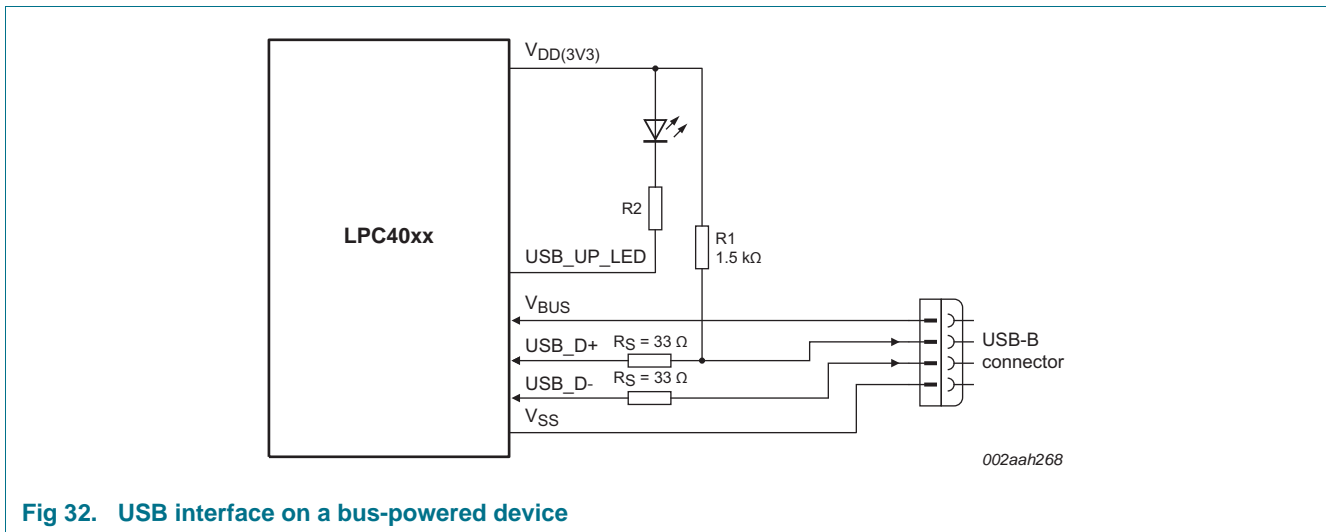 VDD(3V3)
R2
LPC40xx
R1
1.5 kΩ
USB_UP_LED
VBUS
USB_D+ RS = 33 Ω
USB-B
connector
USB_D- RS = 33 Ω
VSS
002aah268
Fig 32. USB interface on a bus-powered device